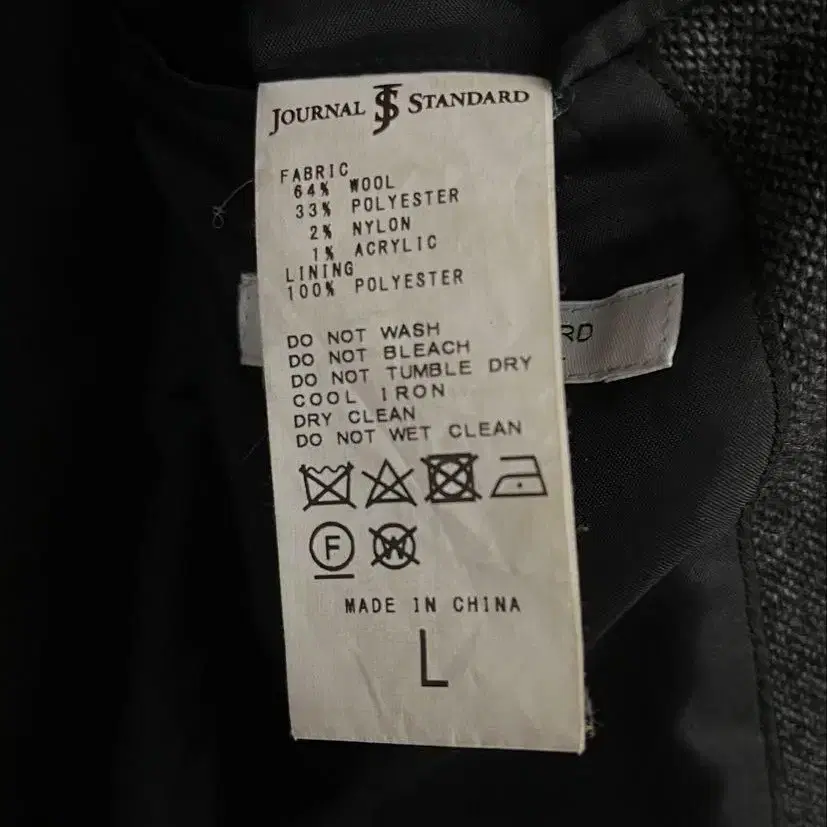 JOURNAL JS STANDARD
FABRIC
64% WOOL
33% POLYESTER
2% NYLON
1% ACRYLIC
LINING
100% POLYESTER
DO NOT WASH
DO NOT BLEACH
DO NOT TUMBLE DRY
COOL IRON
DRY CLEAN
DO NOT WET CLEAN
F W
MADE IN CHINA
L
RD